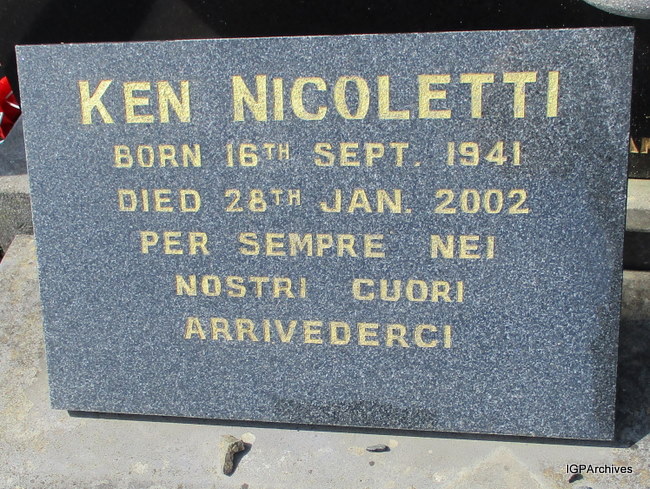 KEN NICOLETTI
BORN 16TH SEPT. 1941
DIED 28TH JAN. 2002
PER SEMPRE NEI
NOSTRI CUORI
ARRIVEDERCI
IGPArchives